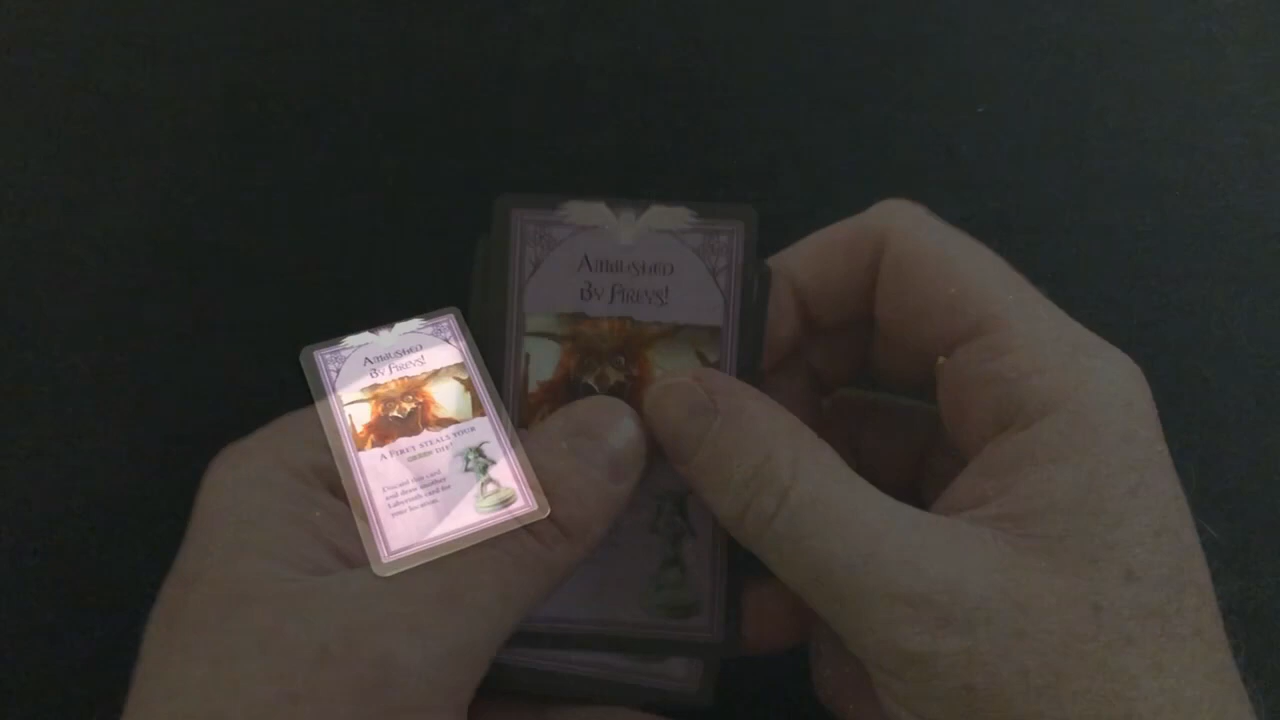 Ambushed
By Fireys!
A Firey steals your
green die!
Discard this card
and draw another
Labyrinth card for
your location.
Ambushed
By Fireys!